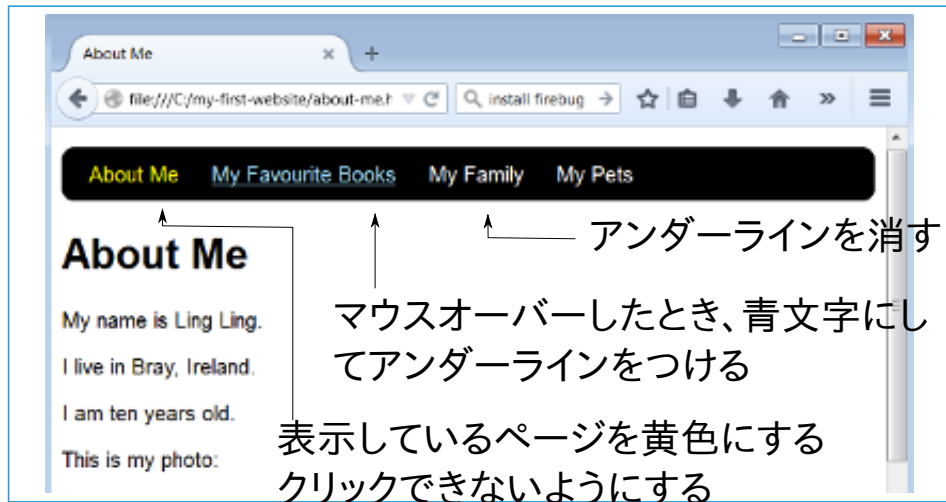 About Me
file:///C:/my-first-website/about-me.h
install firebug
About Me My Favourite Books My Family My Pets
アンダーラインを消す
About Me
My name is Ling Ling.
マウスオーバーしたとき、青文字にし
てアンダーラインをつける
I live in Bray, Ireland.
I am ten years old.
表示しているページを黄色にする
This is my photo:
クリックできないようにする